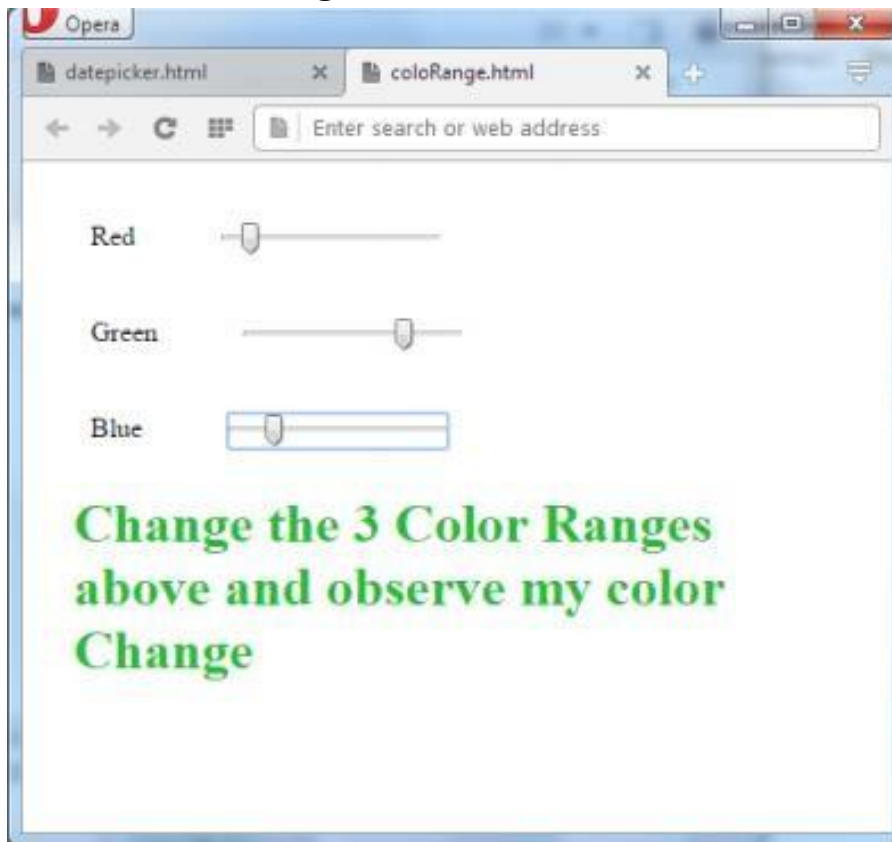 Opera
datepicker.html
coloRange.html
Enter search or web address
Red
Green
Blue
Change the 3 Color Ranges
above and observe my color
Change